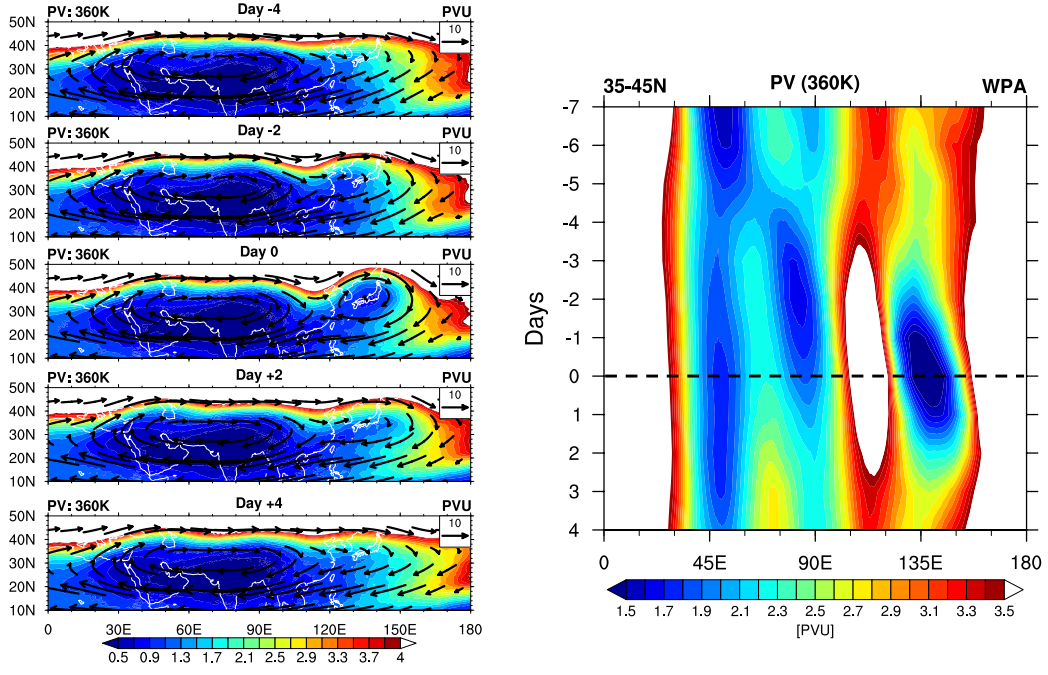 PV: 360K Day -4 PVU
10
50N
40N
30N
20N
10N
PV: 360K Day -2 PVU
10
50N
40N
30N
20N
10N
PV: 360K Day 0 PVU
10
50N
40N
30N
20N
10N
PV: 360K Day +2 PVU
10
50N
40N
30N
20N
10N
PV: 360K Day +4 PVU
10
50N
40N
30N
20N
10N
0 30E 60E 90E 120E 150E 180
0.5 0.9 1.3 1.7 2.1 2.5 2.9 3.3 3.7 4
35-45N PV (360K) WPA
Days
-7
-6
-5
-4
-3
-2
-1
0
1
2
3
4
0 45E 90E 135E 180
1.5 1.7 1.9 2.1 2.3 2.5 2.7 2.9 3.1 3.3 3.5
[PVU]